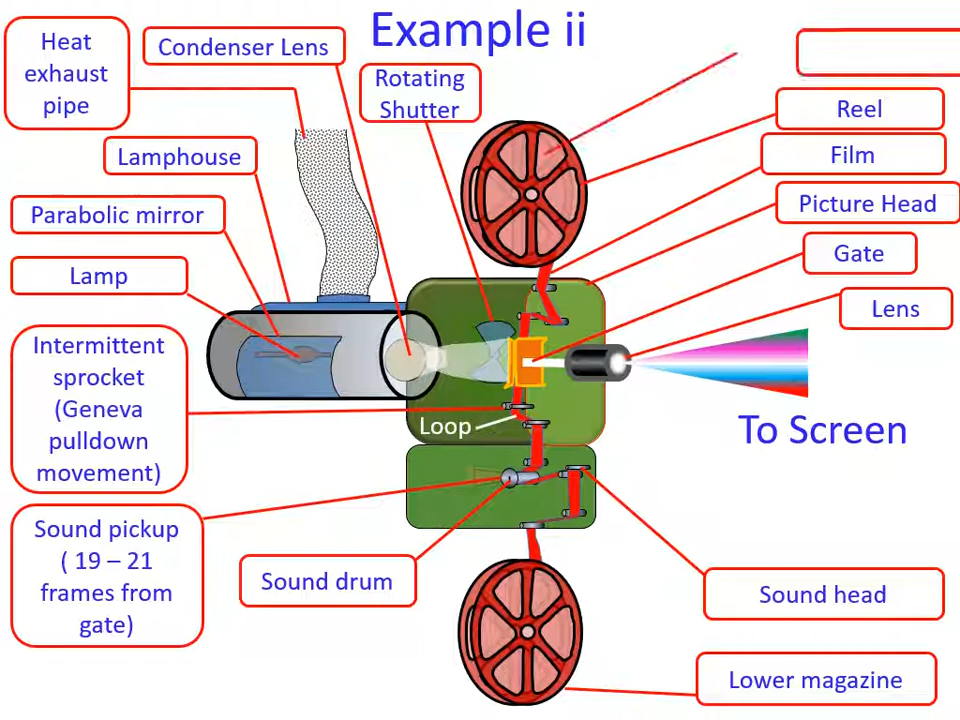 Example ii
Heat
exhaust
pipe
Condenser Lens
Rotating
Shutter
Reel
Lamphouse
Film
Parabolic mirror
Picture Head
Lamp
Gate
Lens
Intermittent
sprocket
(Geneva
pulldown
movement)
Loop
To Screen
Sound pickup
( 19 – 21
frames from
gate)
Sound drum
Sound head
Lower magazine